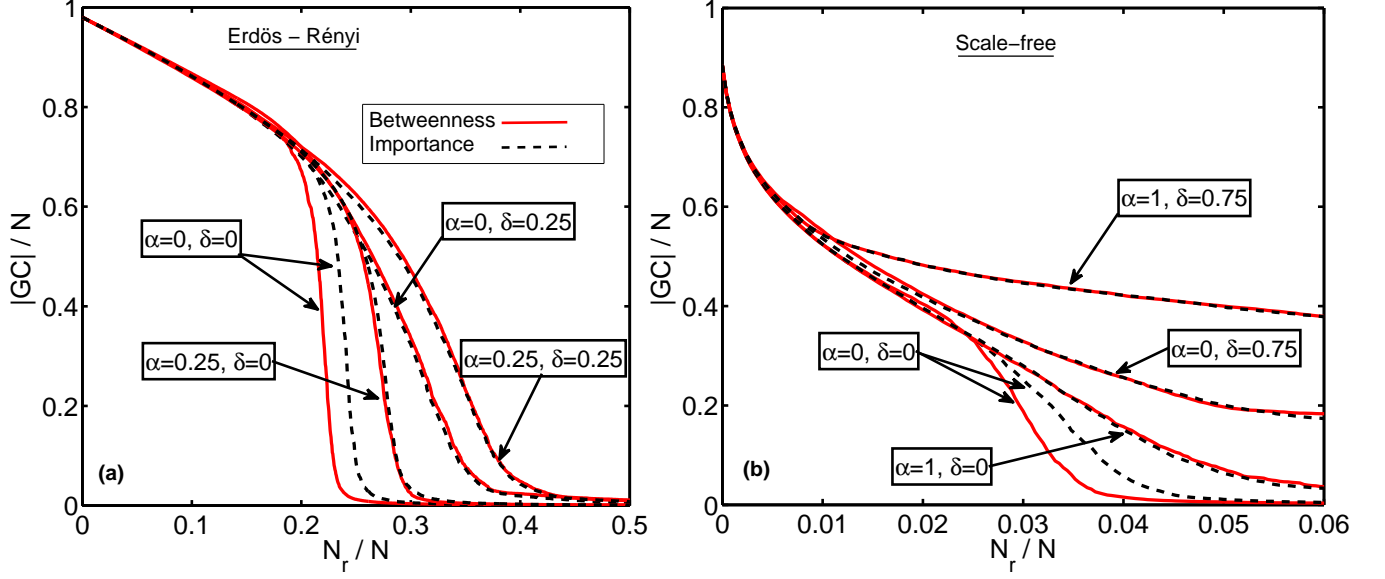 Erdös – Rényi
Betweenness
Importance
α=0, δ=0
α=0, δ=0.25
α=0.25, δ=0
α=0.25, δ=0.25
(a)
|GC| / N
1
0.8
0.6
0.4
0.2
0
0 0.1 0.2 0.3 0.4 0.5
N_r / N
Scale–free
α=1, δ=0.75
α=0, δ=0
α=0, δ=0.75
α=1, δ=0
(b)
|GC| / N
1
0.8
0.6
0.4
0.2
0
0 0.01 0.02 0.03 0.04 0.05 0.06
N_r / N